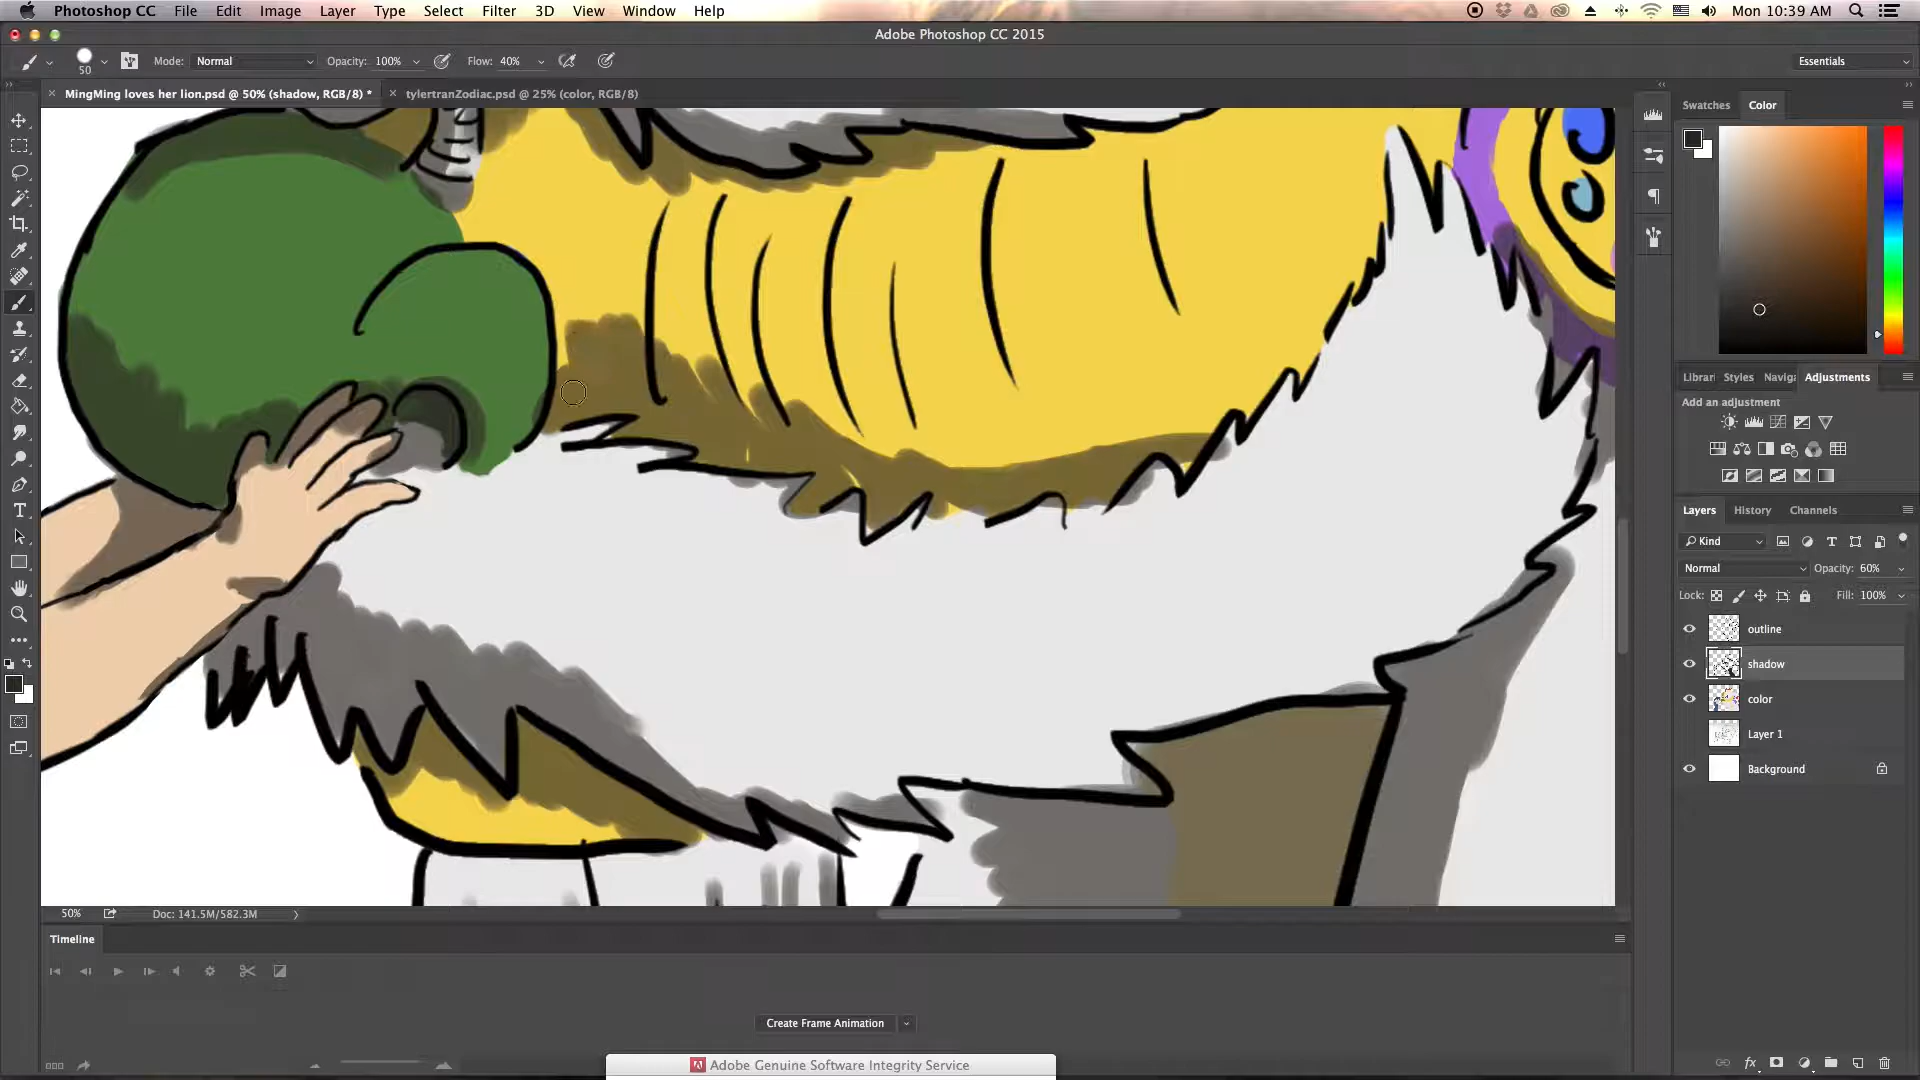 Photoshop CC File Edit Image Layer Type Select Filter 3D View Window Help Mon 10:39 AM
Adobe Photoshop CC 2015
50 Mode: Normal Opacity: 100% Flow: 40% Essentials
MingMing loves her lion.psd @ 50% (shadow, RGB/8) * tylertranZodiac.psd @ 25% (color, RGB/8)
Swatches Color
Librar Styles Naviga Adjustments
Add an adjustment
Layers History Channels
Kind
Normal Opacity: 60%
Lock: Fill: 100%
outline
shadow
color
Layer 1
Background
50% Doc: 141.5M/582.3M
Timeline
Create Frame Animation
Adobe Genuine Software Integrity Service